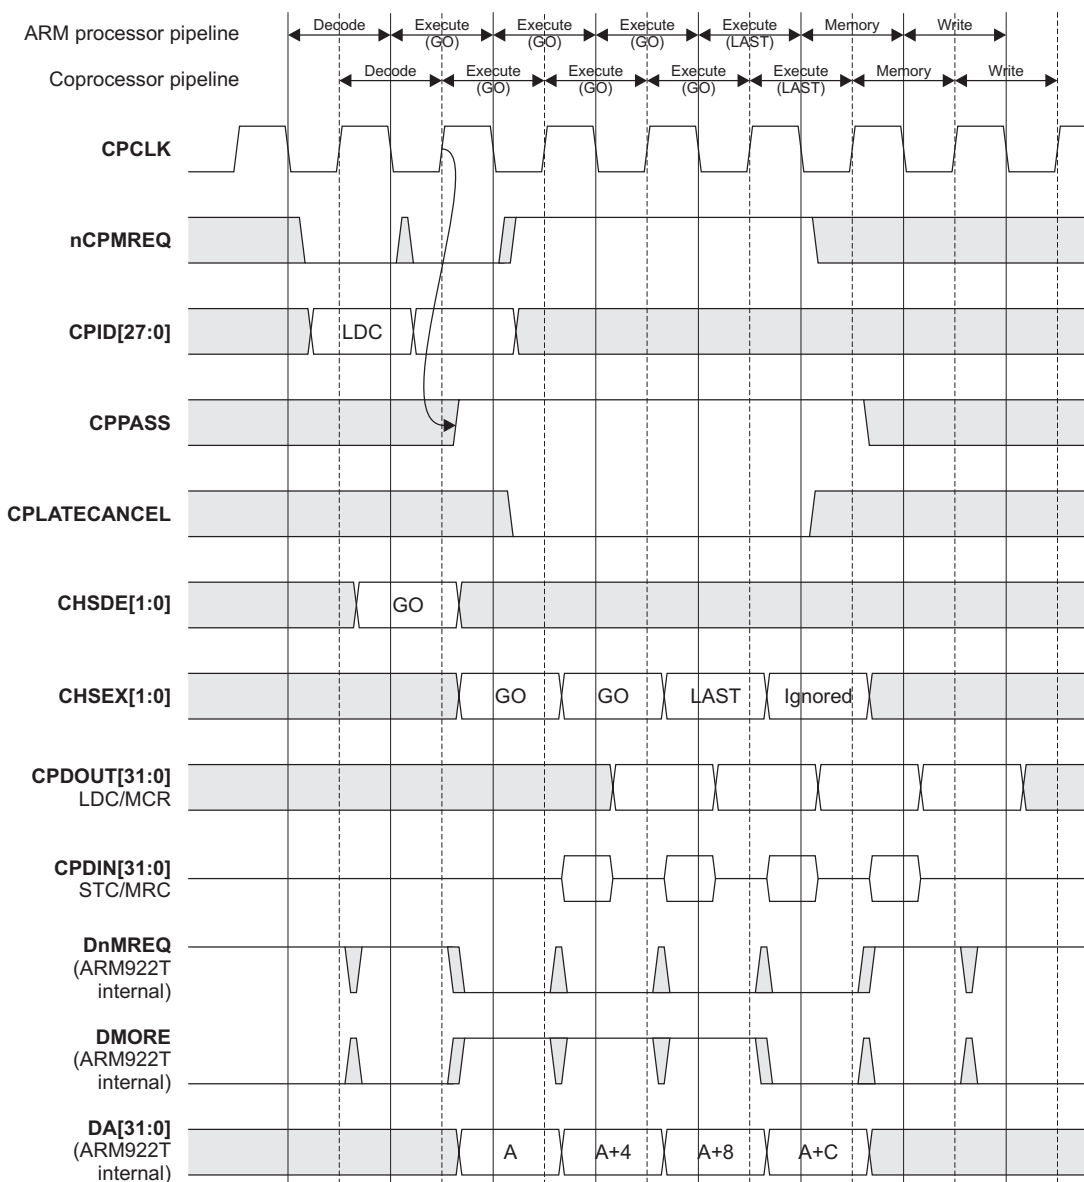 ARM processor pipeline
Decode Execute (GO) Execute (GO) Execute (GO) Execute (LAST) Memory Write
Coprocessor pipeline
Decode Execute (GO) Execute (GO) Execute (GO) Execute (LAST) Memory Write
CPCLK
nCPMREQ
CPID[27:0]
LDC
CPPASS
CPLATECANCEL
CHSDE[1:0]
GO
CHSEX[1:0]
GO GO LAST Ignored
CPDOUT[31:0]
LDC/MCR
CPDIN[31:0]
STC/MRC
DnMREQ
(ARM922T
internal)
DMORE
(ARM922T
internal)
DA[31:0]
(ARM922T
internal)
A A+4 A+8 A+C